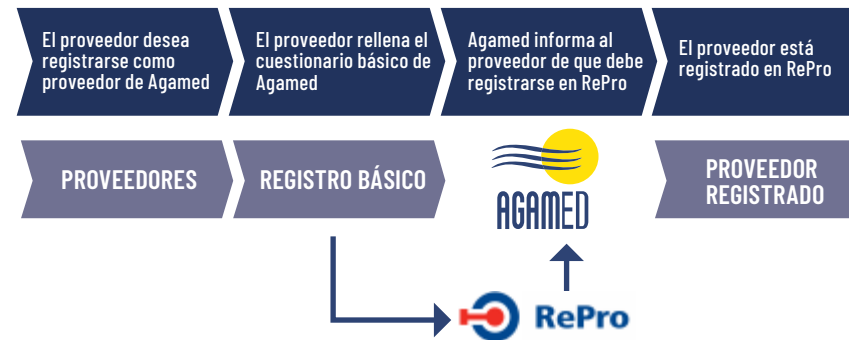 El proveedor desea
registrarse como
proveedor de Agamed
El proveedor rellena el
cuestionario básico de
Agamed
Agamed informa al
proveedor de que debe
registrarse en RePro
El proveedor está
registrado en RePro
PROVEEDORES
REGISTRO BÁSICO
AGAMED
PROVEEDOR
REGISTRADO
RePro